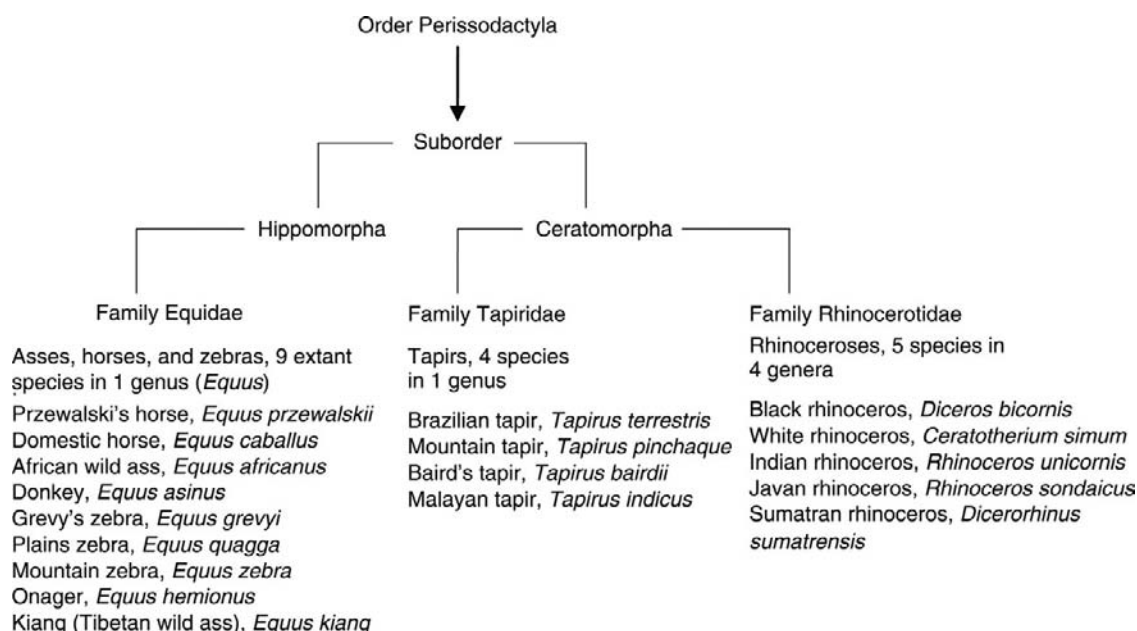 Order Perissodactyla
Suborder
Hippomorpha
Ceratomorpha
Family Equidae
Asses, horses, and zebras, 9 extant
species in 1 genus (Equus)
Przewalski's horse, Equus przewalskii
Domestic horse, Equus caballus
African wild ass, Equus africanus
Donkey, Equus asinus
Grevy's zebra, Equus grevyi
Plains zebra, Equus quagga
Mountain zebra, Equus zebra
Onager, Equus hemionus
Kiang (Tibetan wild ass), Equus kiang
Family Tapiridae
Tapirs, 4 species
in 1 genus
Brazilian tapir, Tapirus terrestris
Mountain tapir, Tapirus pinchaque
Baird's tapir, Tapirus bairdii
Malayan tapir, Tapirus indicus
Family Rhinocerotidae
Rhinoceroses, 5 species in
4 genera
Black rhinoceros, Diceros bicornis
White rhinoceros, Ceratotherium simum
Indian rhinoceros, Rhinoceros unicornis
Javan rhinoceros, Rhinoceros sondaicus
Sumatran rhinoceros, Dicerorhinus
sumatrensis